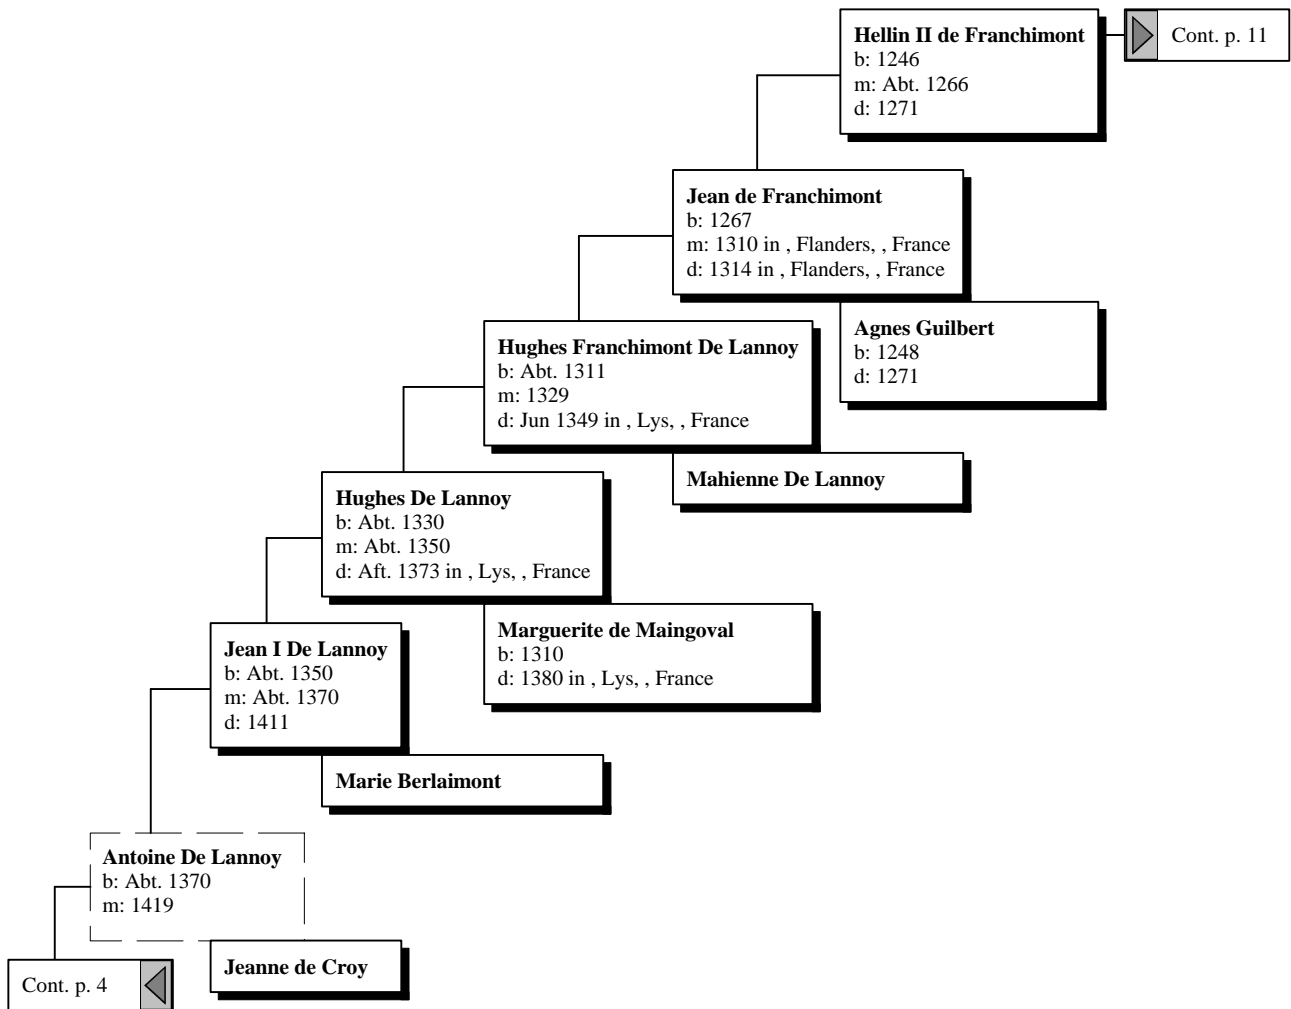 Hellin II de Franchimont
b: 1246
m: Abt. 1266
d: 1271
Cont. p. 11
Jean de Franchimont
b: 1267
m: 1310 in , Flanders, , France
d: 1314 in , Flanders, , France
Agnes Guilbert
b: 1248
d: 1271
Hughes Franchimont De Lannoy
b: Abt. 1311
m: 1329
d: Jun 1349 in , Lys, , France
Mahienne De Lannoy
Hughes De Lannoy
b: Abt. 1330
m: Abt. 1350
d: Aft. 1373 in , Lys, , France
Marguerite de Maingoval
b: 1310
d: 1380 in , Lys, , France
Jean I De Lannoy
b: Abt. 1350
m: Abt. 1370
d: 1411
Marie Berlaimont
Antoine De Lannoy
b: Abt. 1370
m: 1419
Jeanne de Croy
Cont. p. 4